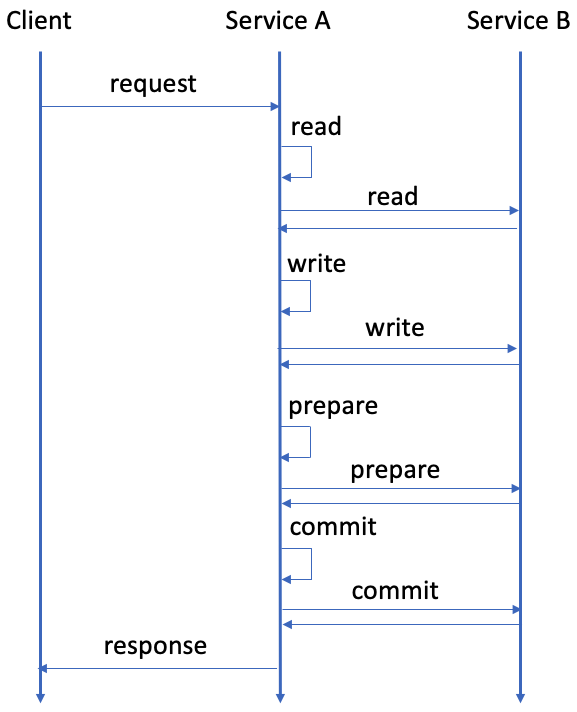 Client Service A Service B
request
read
read
write
write
prepare
prepare
commit
commit
response